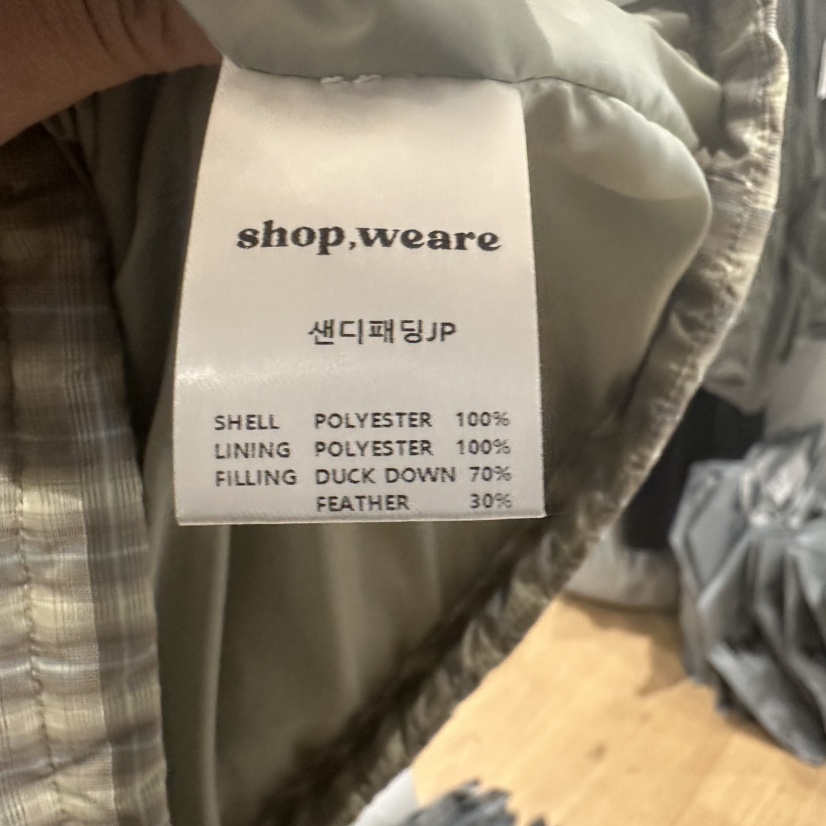 shop,weare
샌디패딩JP
SHELL POLYESTER 100%
LINING POLYESTER 100%
FILLING DUCK DOWN 70%
FEATHER 30%